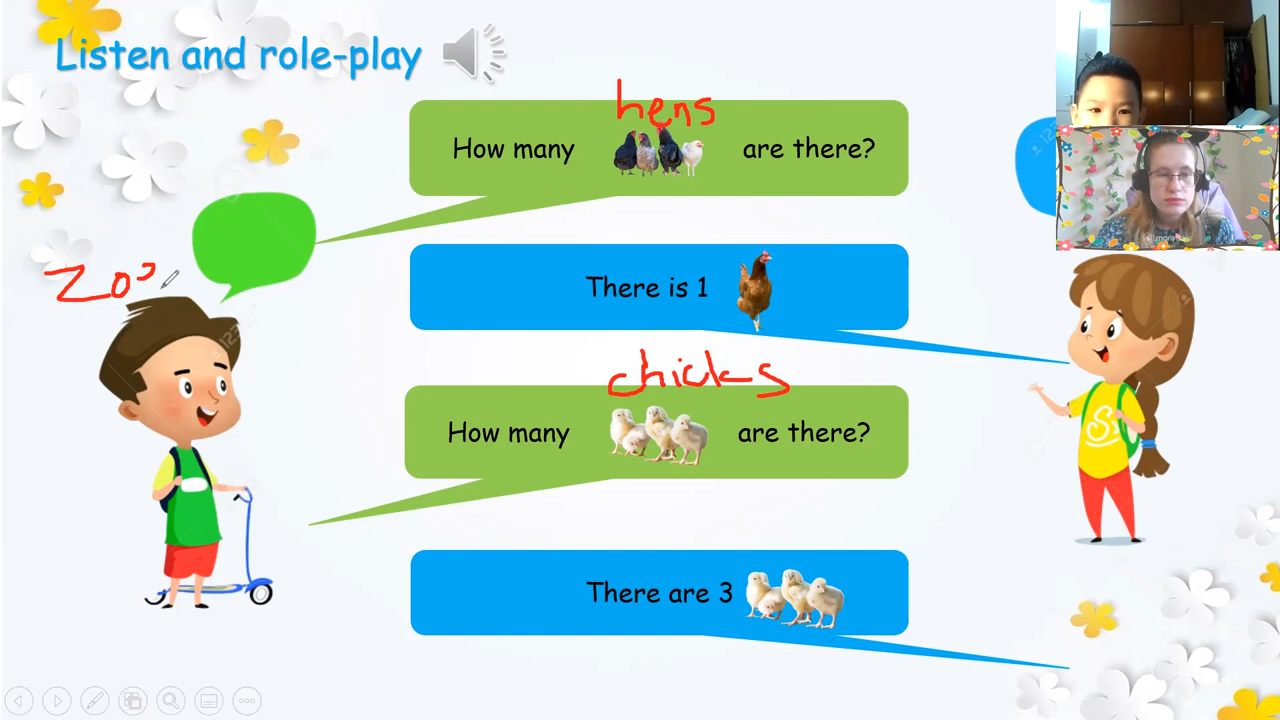 Listen and role-play
hens
How many are there?
There is 1
chicks
How many are there?
There are 3
S